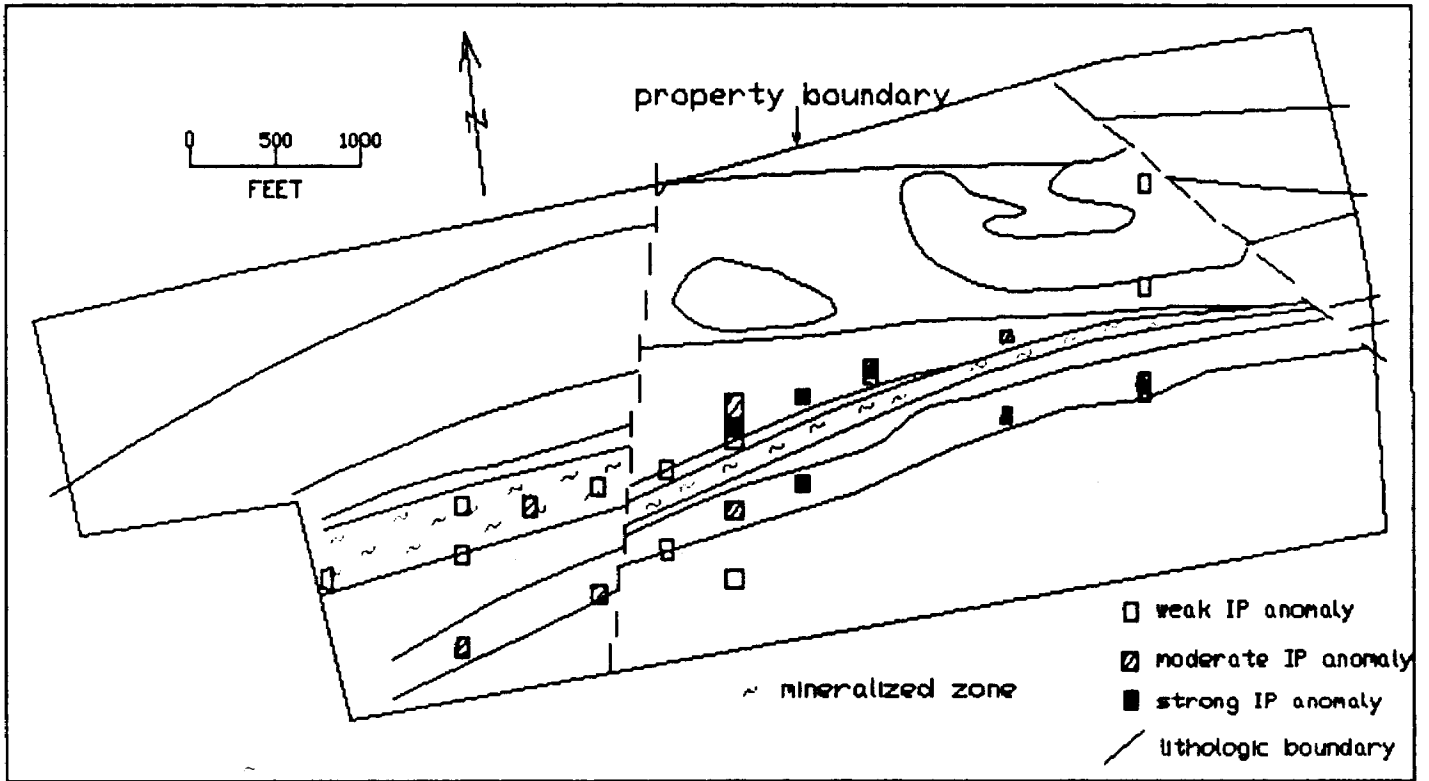 N
property boundary
0 500 1000
FEET
weak IP anomaly
moderate IP anomaly
~ mineralized zone
strong IP anomaly
lithologic boundary